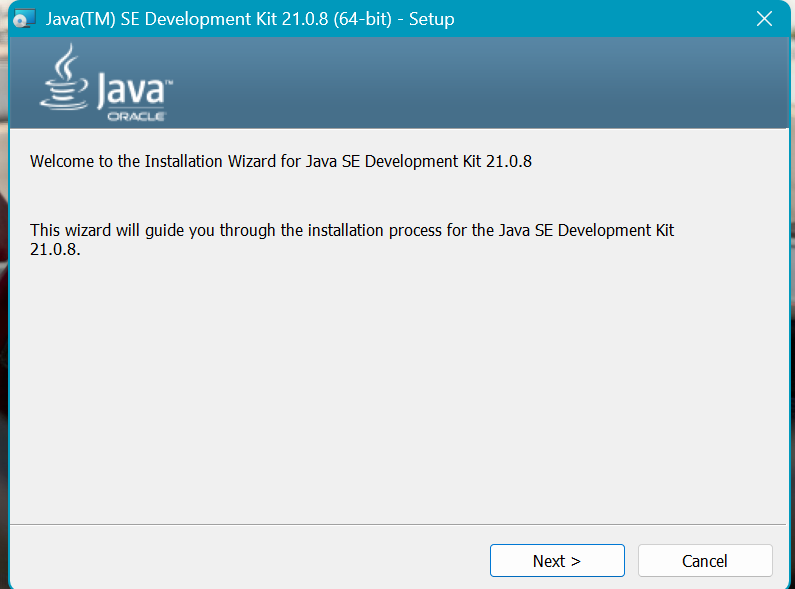 Java(TM) SE Development Kit 21.0.8 (64-bit) - Setup
Java™
ORACLE
Welcome to the Installation Wizard for Java SE Development Kit 21.0.8
This wizard will guide you through the installation process for the Java SE Development Kit
21.0.8.
Next >
Cancel